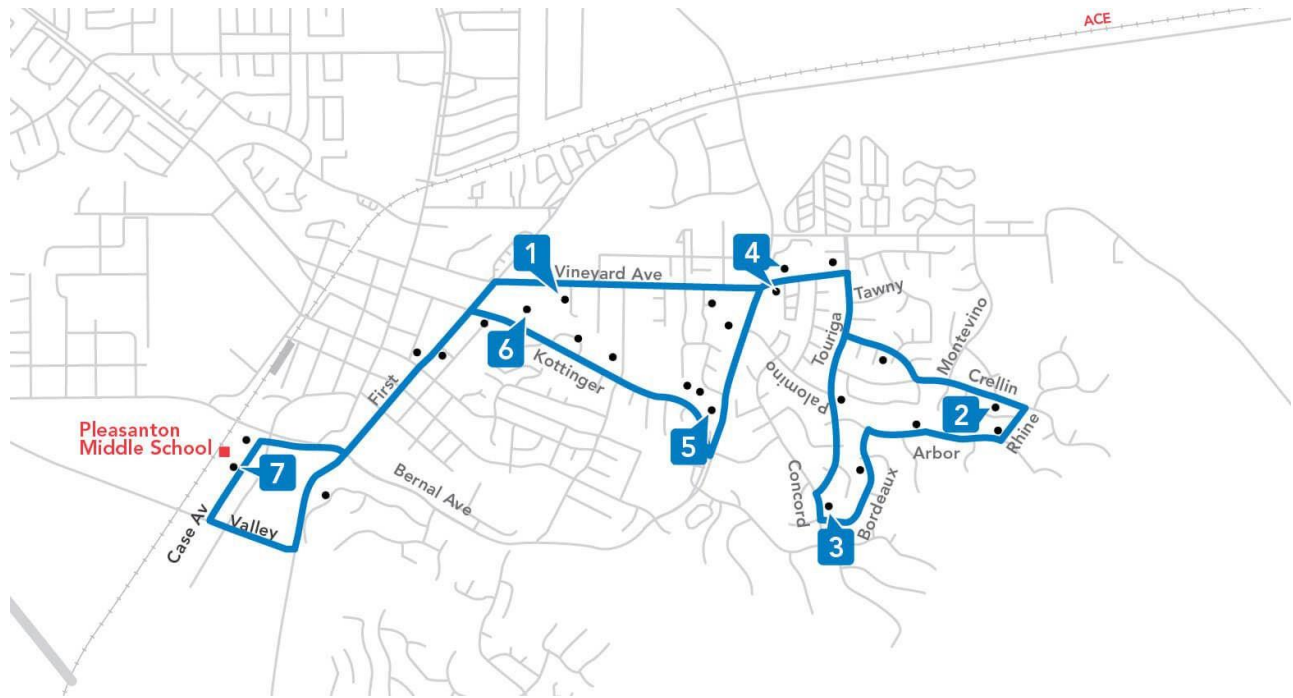 ACE
1
Vineyard Ave
4
Tawny
6
Kottinger
Touriga
Montevino
Palomino
Crellin
First
2
Rhine
Pleasanton
Middle School
5
Arbor
7
Bernal Ave
Concord
Bordeaux
Case Av
Valley
3